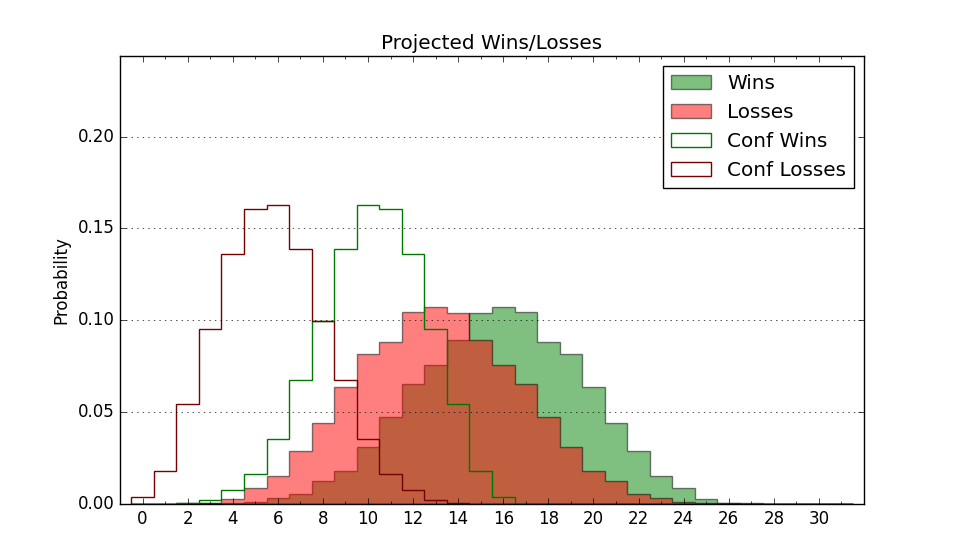 Projected Wins/Losses
Wins
Losses
Conf Wins
Conf Losses
Probability
0.20
0.15
0.10
0.05
0.00
0 2 4 6 8 10 12 14 16 18 20 22 24 26 28 30